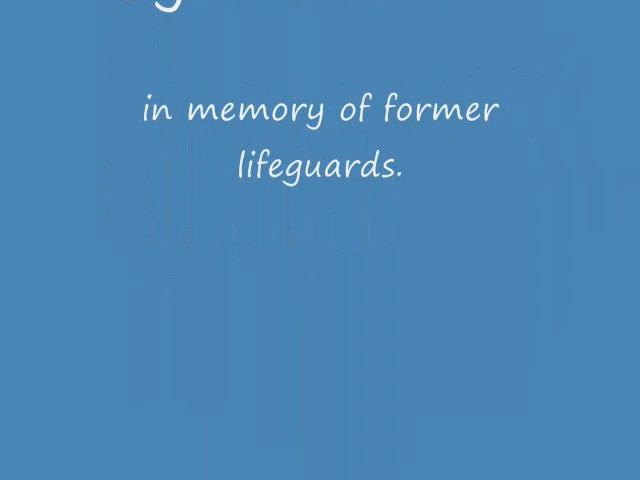 in memory of former
lifeguards.